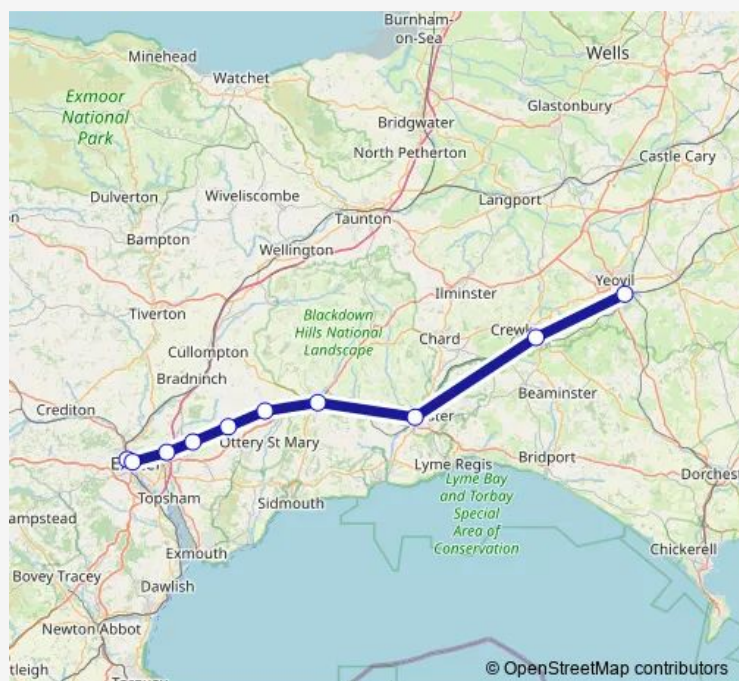 Burnham-
on-Sea
Minehead
Wells
Watchet
Exmoor
National
Park
Glastonbury
Bridgwater
North Petherton
Castle Cary
Dulverton
Wiveliscombe
Langport
Taunton
Bampton
Wellington
Yeovil
Ilminster
Tiverton
Blackdown
Hills National
Landscape
Crewk
Chard
Cullompton
Bradninch
Beaminster
Crediton
ster
Ottery St Mary
Lyme Regis
Bridport
Dorchest
Topsham
Lyme Bay
and Torbay
Special
Area of
Conservation
Sidmouth
ampstead
Exmouth
Chickerell
Bovey Tracey
Dawlish
Newton Abbot
tleigh
© OpenStreetMap contributors